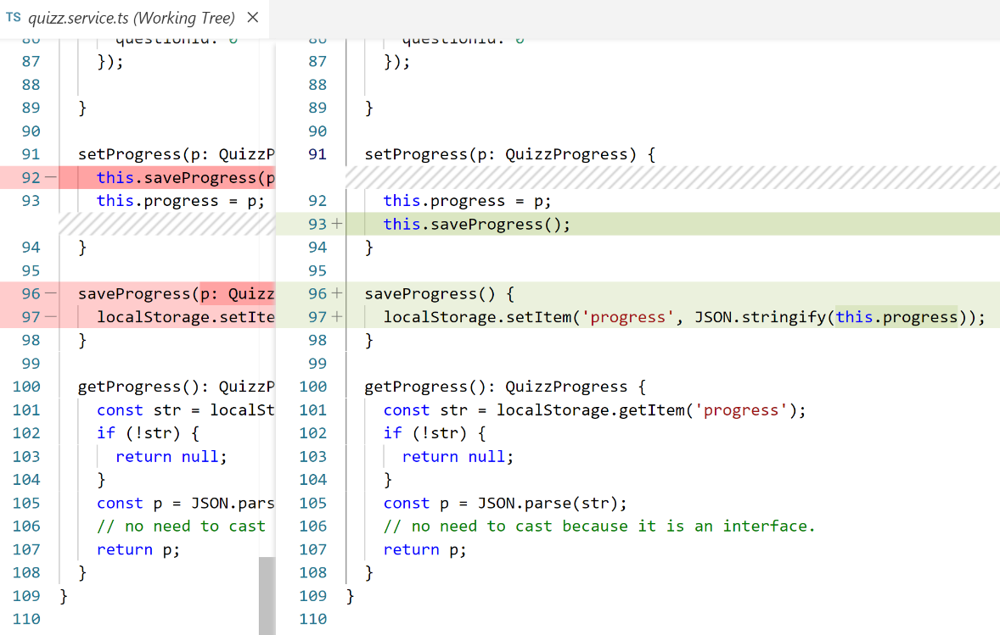 TS quizz.service.ts (Working Tree) ×
86 questionId: 0
87 });
88
89 }
90
91 setProgress(p: QuizzP
92 — this.saveProgress(p
93 this.progress = p;
94 }
95
96 — saveProgress(p: Quizz
97 — localStorage.setIte
98 }
99
100 getProgress(): QuizzP
101 const str = localSt
102 if (!str) {
103 return null;
104 }
105 const p = JSON.pars
106 // no need to cast
107 return p;
108 }
109 }
110
86 questionId: 0
87 });
88
89 }
90
91 setProgress(p: QuizzProgress) {
92 this.progress = p;
93 + this.saveProgress();
94 }
95
96 + saveProgress() {
97 + localStorage.setItem('progress', JSON.stringify(this.progress));
98 }
99
100 getProgress(): QuizzProgress {
101 const str = localStorage.getItem('progress');
102 if (!str) {
103 return null;
104 }
105 const p = JSON.parse(str);
106 // no need to cast because it is an interface.
107 return p;
108 }
109 }
110